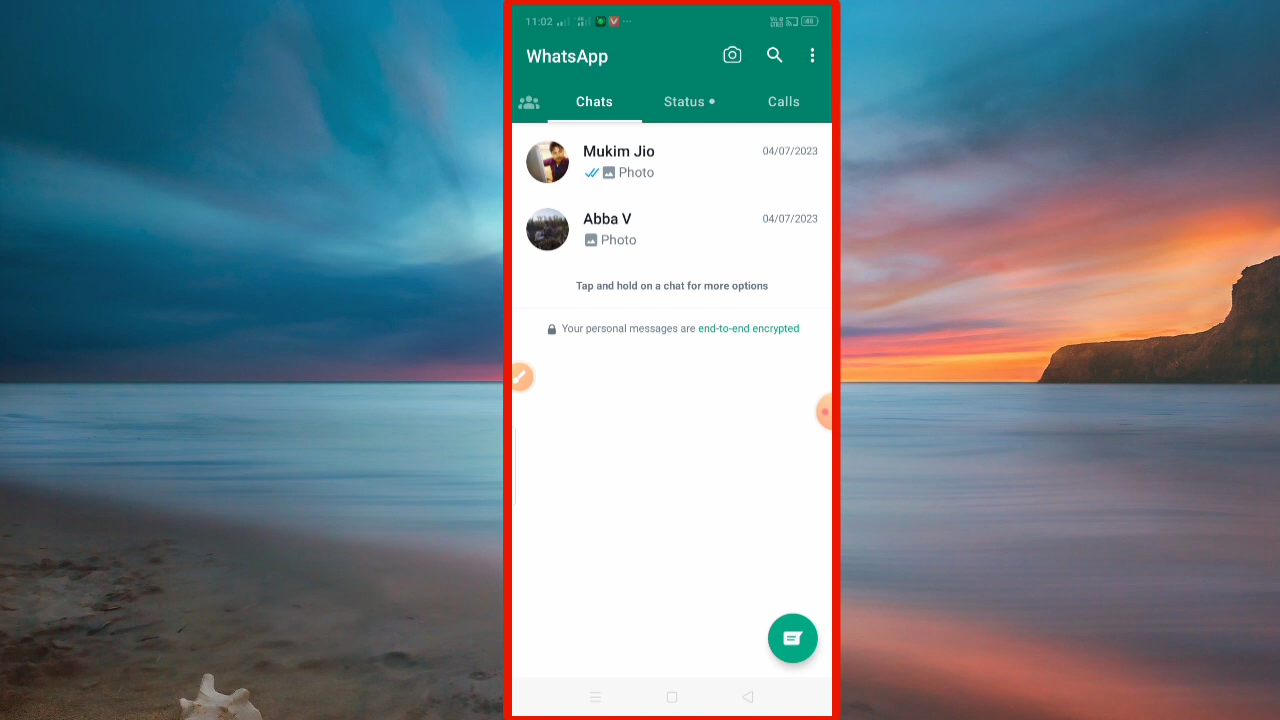 11:02
WhatsApp
Chats
Status
Calls
Mukim Jio
04/07/2023
Photo
Abba V
04/07/2023
Photo
Tap and hold on a chat for more options
Your personal messages are end-to-end encrypted